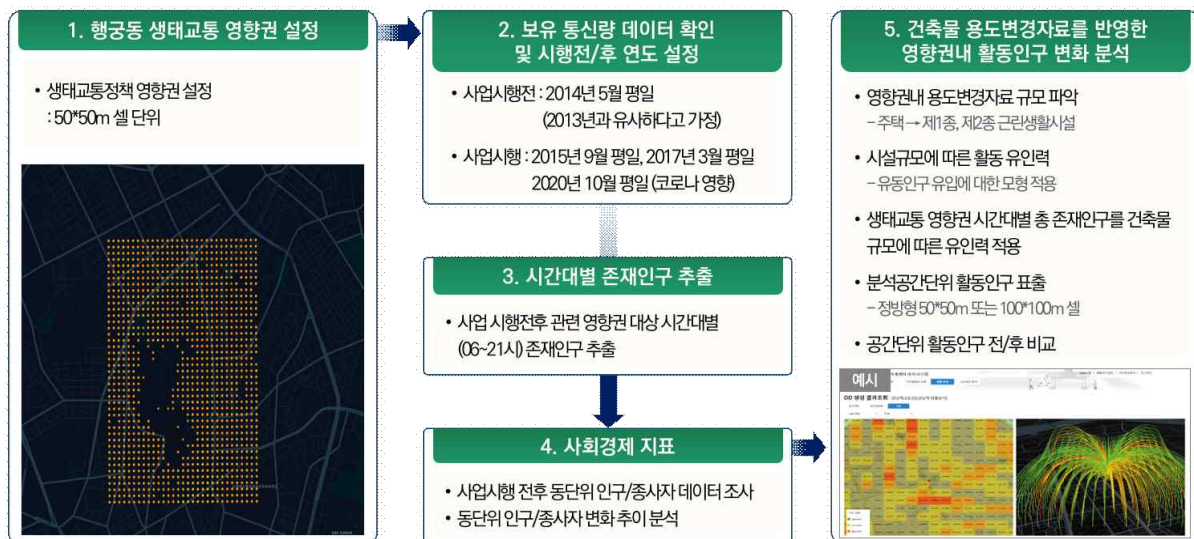 1. 행궁동 생태교통 영향권 설정
• 생태교통정책 영향권 설정
: 50*50m 셀 단위
2. 보유 통신량 데이터 확인
및 시행전/후 연도 설정
• 사업시행전 : 2014년 5월 평일
(2013년과 유사하다고 가정)
• 사업시행 : 2015년 9월 평일, 2017년 3월 평일
2020년 10월 평일 (코로나 영향)
3. 시간대별 존재인구 추출
• 사업 시행전후 관련 영향권 대상 시간대별
(06~21시) 존재인구 추출
4. 사회경제 지표
• 사업시행 전후 동단위 인구/종사자 데이터 조사
• 동단위 인구/종사자 변화 추이 분석
5. 건축물 용도변경자료를 반영한
영향권내 활동인구 변화 분석
• 영향권내 용도변경자료 규모 파악
– 주택 → 제1종, 제2종 근린생활시설
• 시설규모에 따른 활동 유인력
– 유동인구 유입에 대한 모형 적용
• 생태교통 영향권 시간대별 총 존재인구를 건축물
규모에 따른 유인력 적용
• 분석공간단위 활동인구 표출
– 정방형 50*50m 또는 100*100m 셀
• 공간단위 활동인구 전/후 비교
예시
OD 생성 결과조회